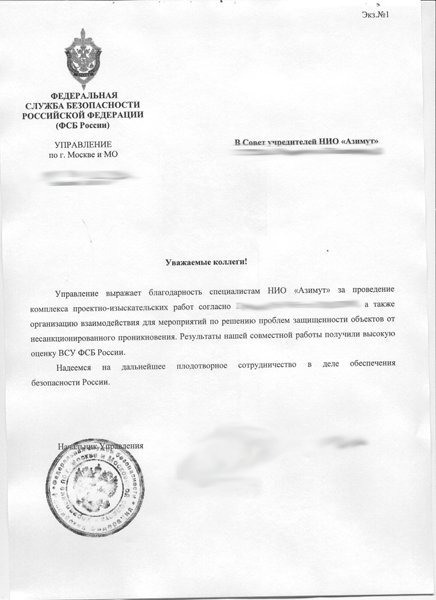 Экз.№1
ФЕДЕРАЛЬНАЯ
СЛУЖБА БЕЗОПАСНОСТИ
РОССИЙСКОЙ ФЕДЕРАЦИИ
(ФСБ России)
УПРАВЛЕНИЕ
по г. Москве и МО
В Совет учредителей НИО «Азимут»
Уважаемые коллеги!
Управление выражает благодарность специалистам НИО «Азимут» за проведение
комплекса проектно-изыскательских работ согласно а также
организацию взаимодействия для мероприятий по решению проблем защищенности объектов от
несанкционированного проникновения. Результаты нашей совместной работы получили высокую
оценку ВСУ ФСБ России.
Надеемся на дальнейшее плодотворное сотрудничество в деле обеспечения
безопасности России.
Начальник Управления